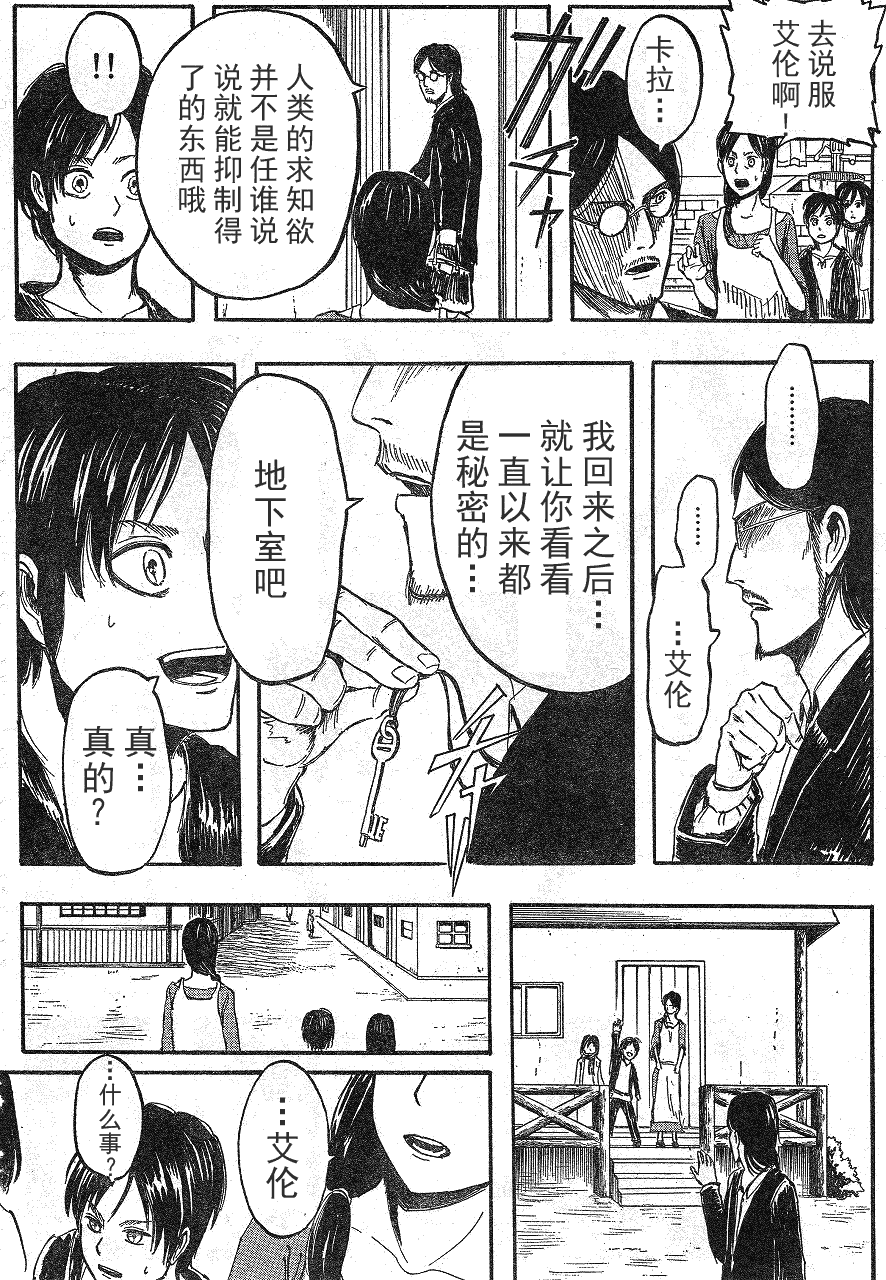 去说服
艾伦啊！
卡拉…
人类的求知欲
并不是任谁说
说就能抑制得
了的东西哦
！！
………
……
…艾伦
我回来之后…
就让你看看
一直以来都
是秘密的…
地下室吧
真…
真的？
…艾伦
…什么事？